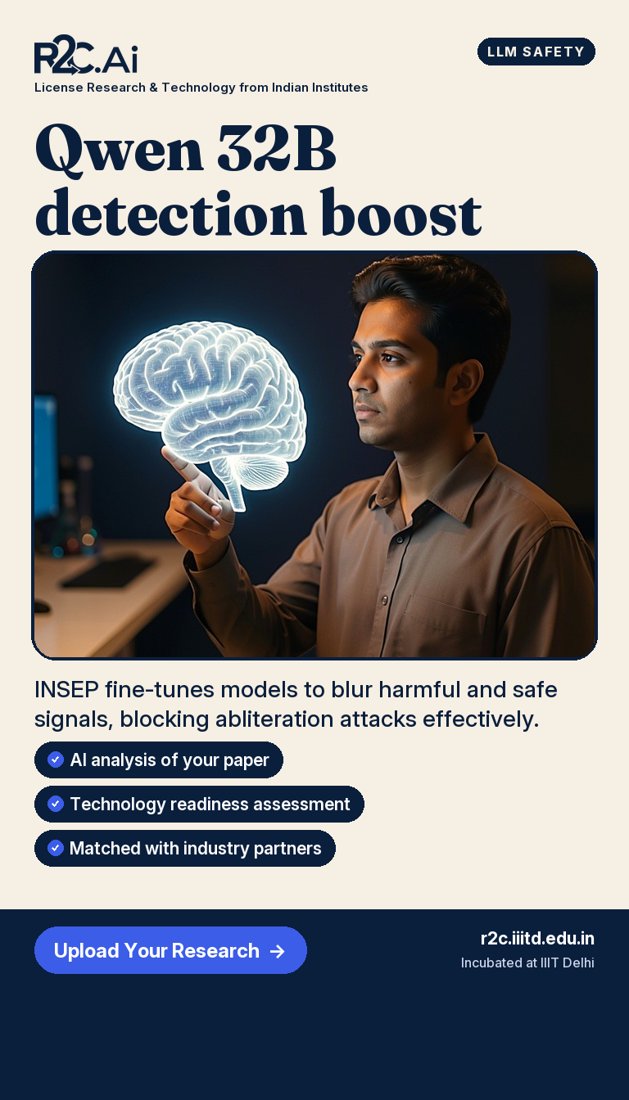 R2C.Ai
LLM SAFETY
License Research & Technology from Indian Institutes
Qwen 32B
detection boost
INSEP fine-tunes models to blur harmful and safe
signals, blocking abliteration attacks effectively.
AI analysis of your paper
Technology readiness assessment
Matched with industry partners
Upload Your Research →
r2c.iiitd.edu.in
Incubated at IIIT Delhi